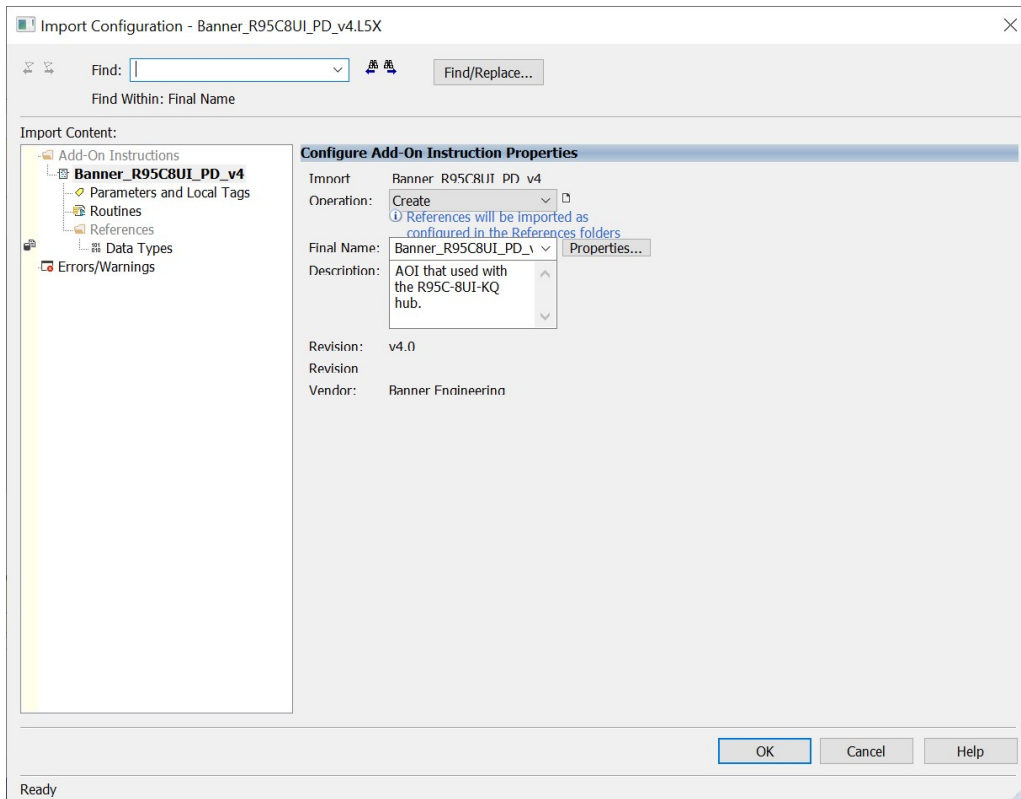 Import Configuration - Banner_R95C8UI_PD_v4.L5X
Find:
Find/Replace...
Find Within: Final Name
Import Content:
Add-On Instructions
Banner_R95C8UI_PD_v4
Parameters and Local Tags
Routines
References
Data Types
Errors/Warnings
Configure Add-On Instruction Properties
Import Banner_R95C8UI_PD_v4
Operation: Create
References will be imported as
configured in the References folders
Final Name: Banner_R95C8UI_PD_v Properties...
Description: AOI that used with
the R95C-8UI-KQ
hub.
Revision: v4.0
Revision
Vendor: Banner Engineering
OK Cancel Help
Ready